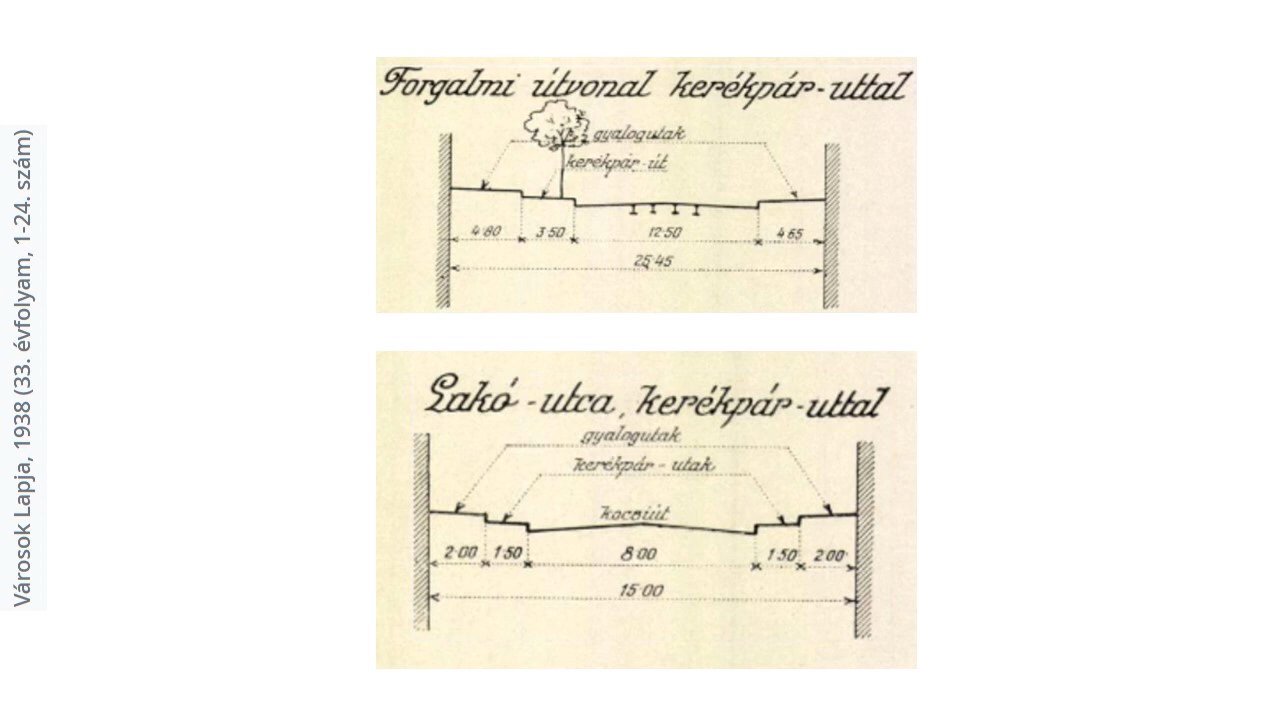 Városok Lapja, 1938 (33. évfolyam, 1-24. szám)
Forgalmi útvonal kerékpár-uttal
gyalogutak
kerékpár-út
4·80 3·50 12·50 4·65
25·45
Lakó-utca, kerékpár-uttal
gyalogutak
kerékpár-utak
kocsiút
2·00 1·50 8·00 1·50 2·00
15·00